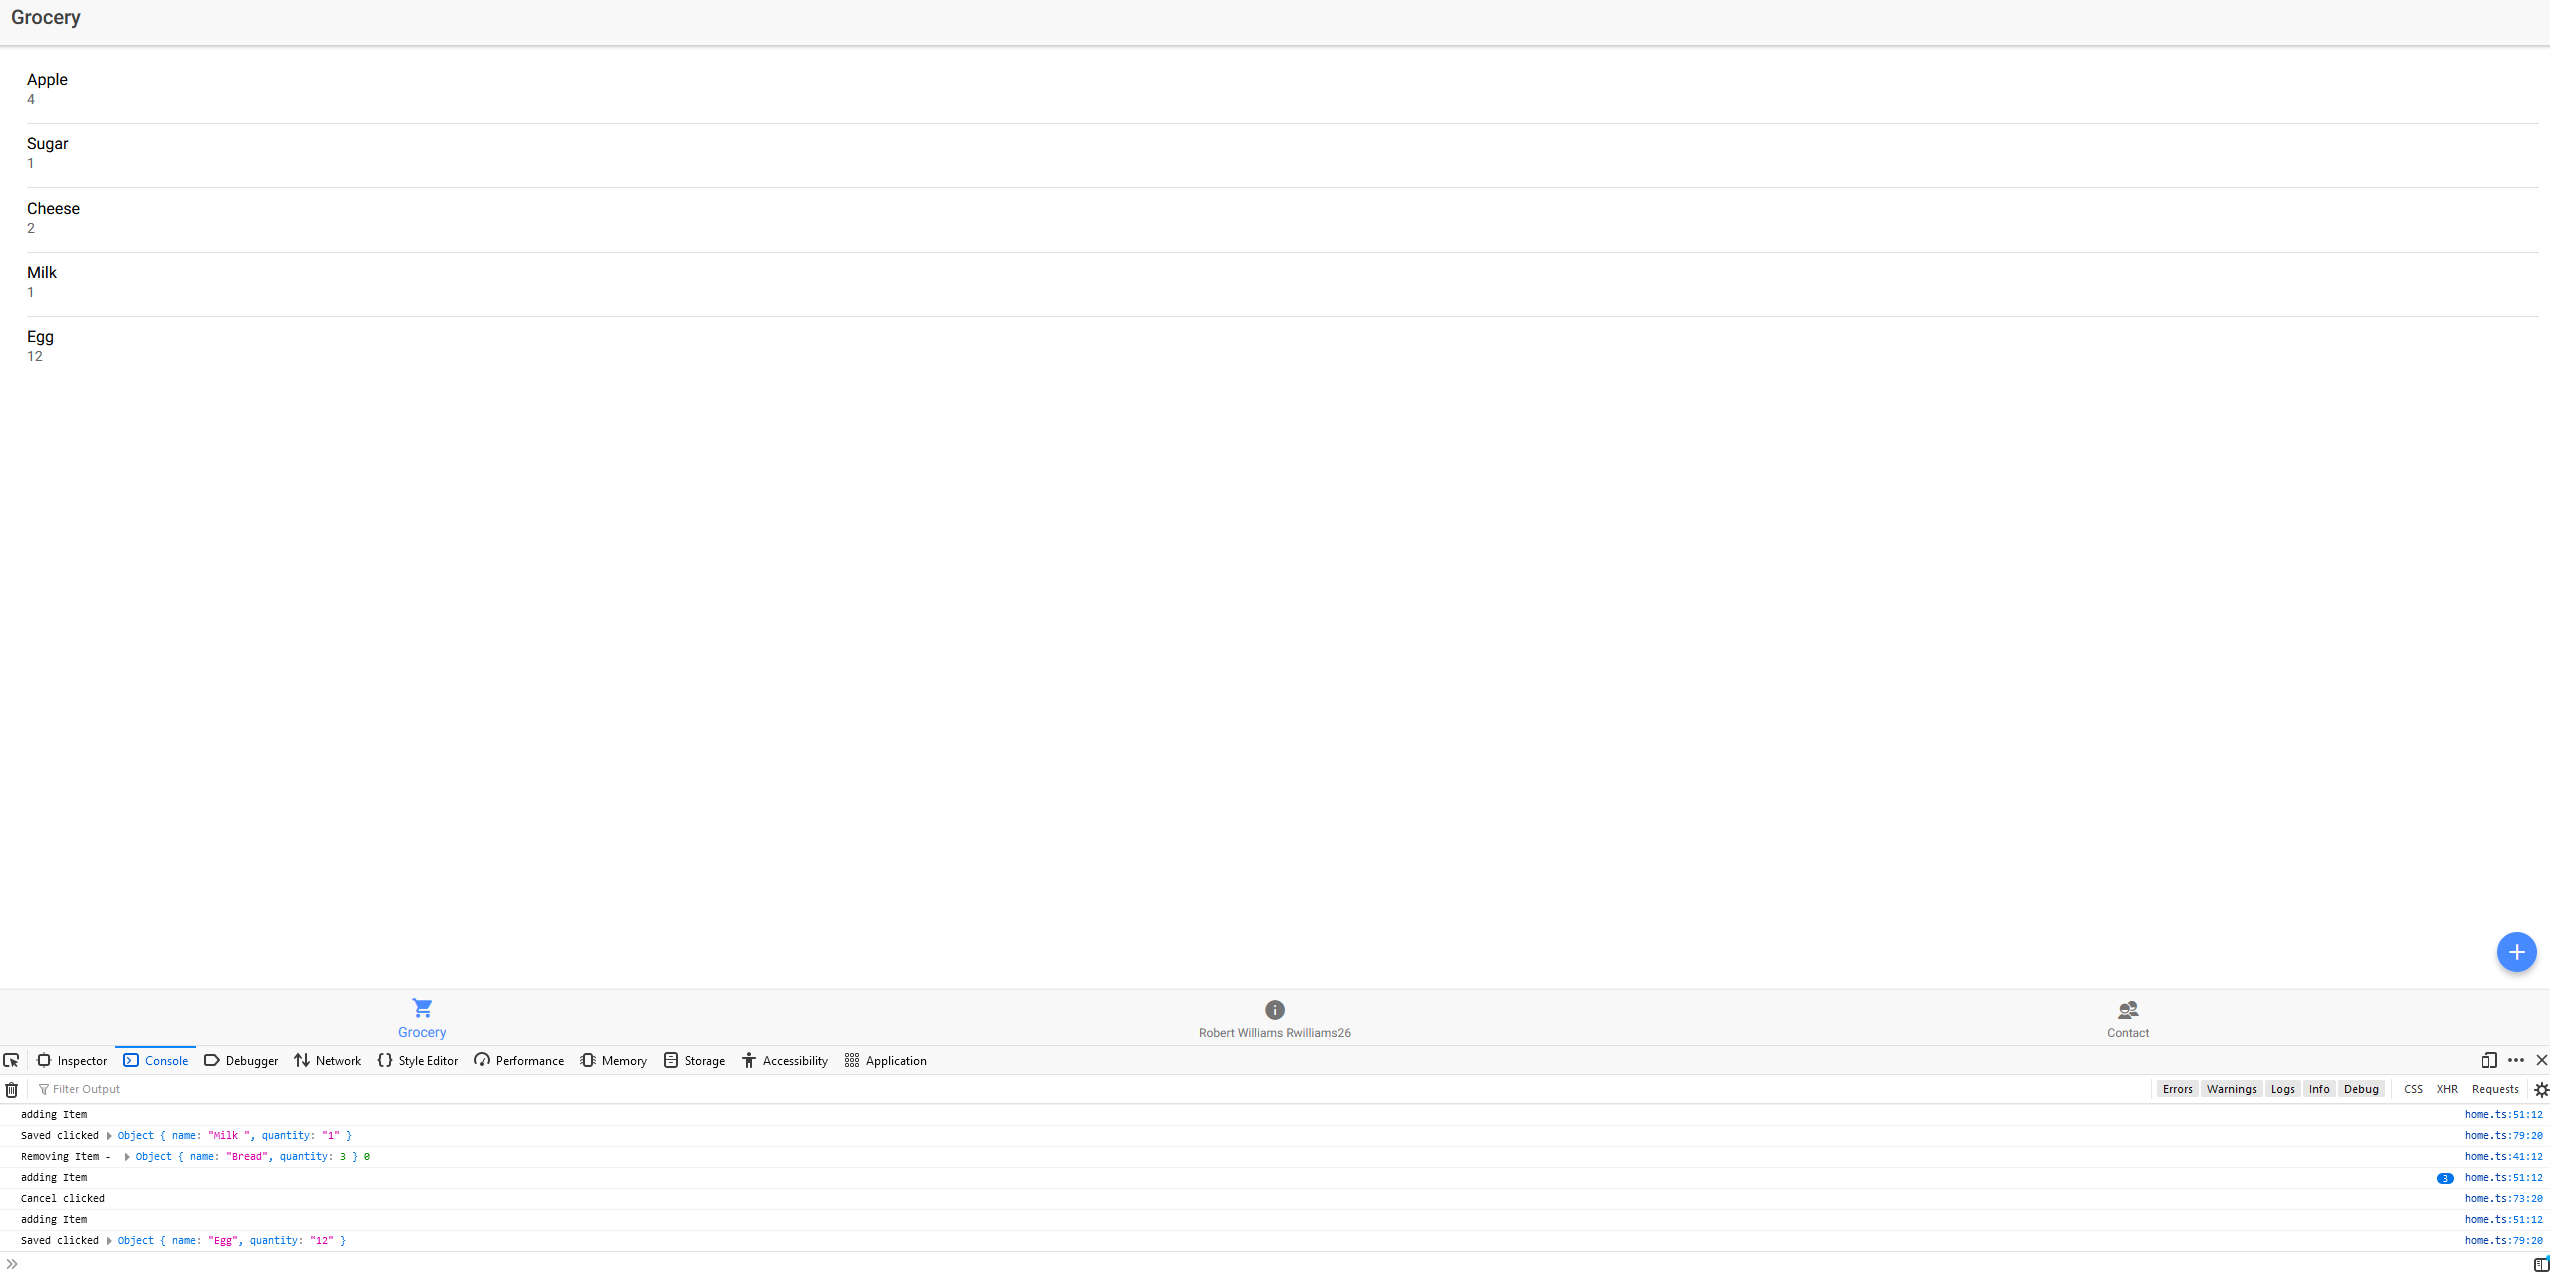 Grocery
Apple
4
Sugar
1
Cheese
2
Milk
1
Egg
12
Grocery
Robert Williams Rwilliams26
Contact
Inspector Console Debugger Network {} Style Editor Performance Memory Storage Accessibility Application
Filter Output Errors Warnings Logs Info Debug CSS XHR Requests
adding Item home.ts:51:12
Saved clicked Object { name: "Milk ", quantity: "1" } home.ts:79:20
Removing Item - Object { name: "Bread", quantity: 3 } 0 home.ts:41:12
adding Item 3 home.ts:51:12
Cancel clicked home.ts:73:20
adding Item home.ts:51:12
Saved clicked Object { name: "Egg", quantity: "12" } home.ts:79:20